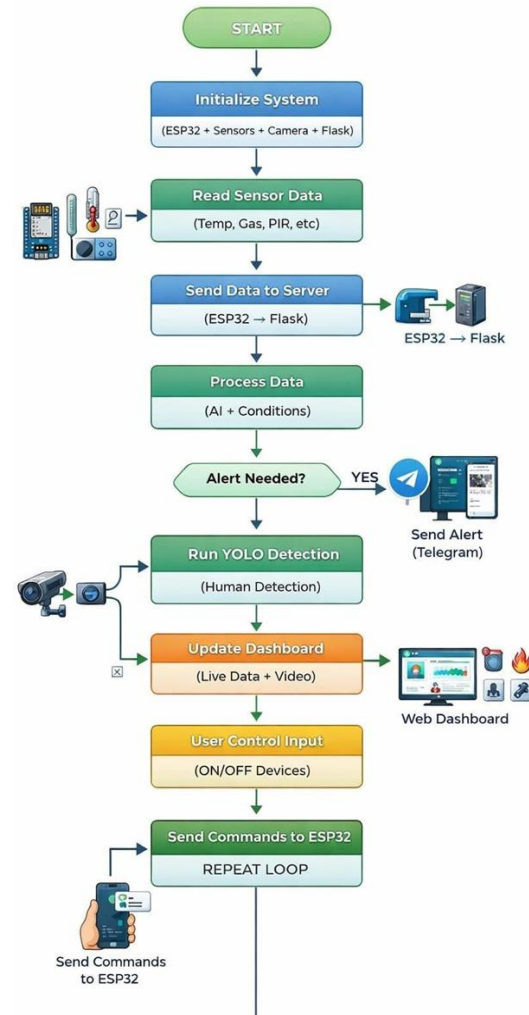 START
Initialize System
(ESP32 + Sensors + Camera + Flask)
Read Sensor Data
(Temp, Gas, PIR, etc)
Send Data to Server
(ESP32 → Flask)
ESP32 → Flask
Process Data
(AI + Conditions)
Alert Needed?
YES
Send Alert
(Telegram)
Run YOLO Detection
(Human Detection)
Update Dashboard
(Live Data + Video)
Web Dashboard
User Control Input
(ON/OFF Devices)
Send Commands to ESP32
REPEAT LOOP
Send Commands
to ESP32